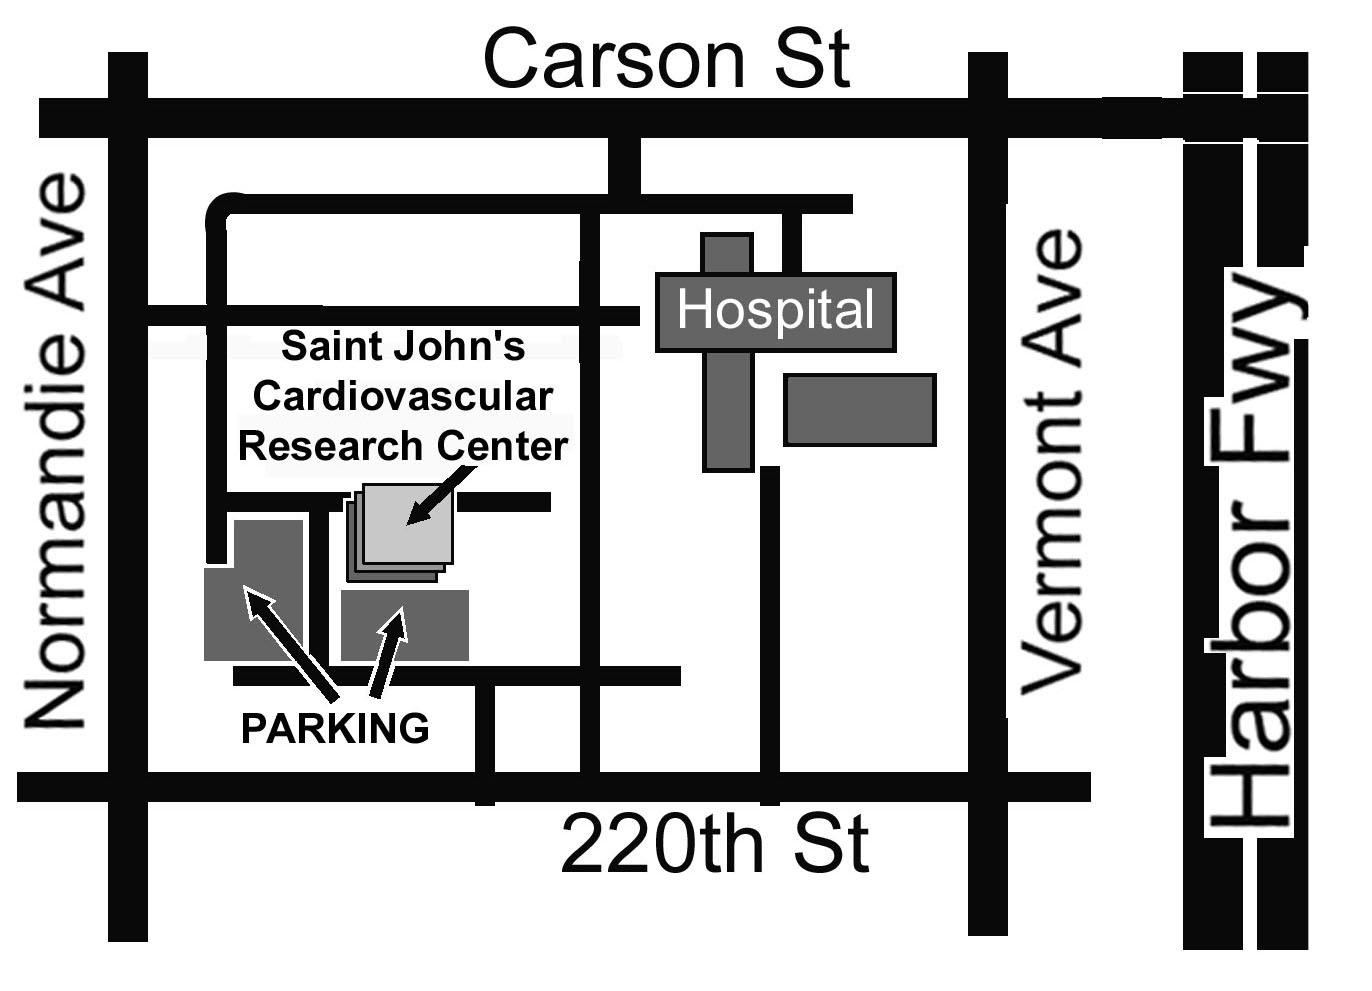 Carson St
Normandie Ave
Hospital
Saint John's
Cardiovascular
Research Center
Vermont Ave
Harbor Fwy
PARKING
220th St